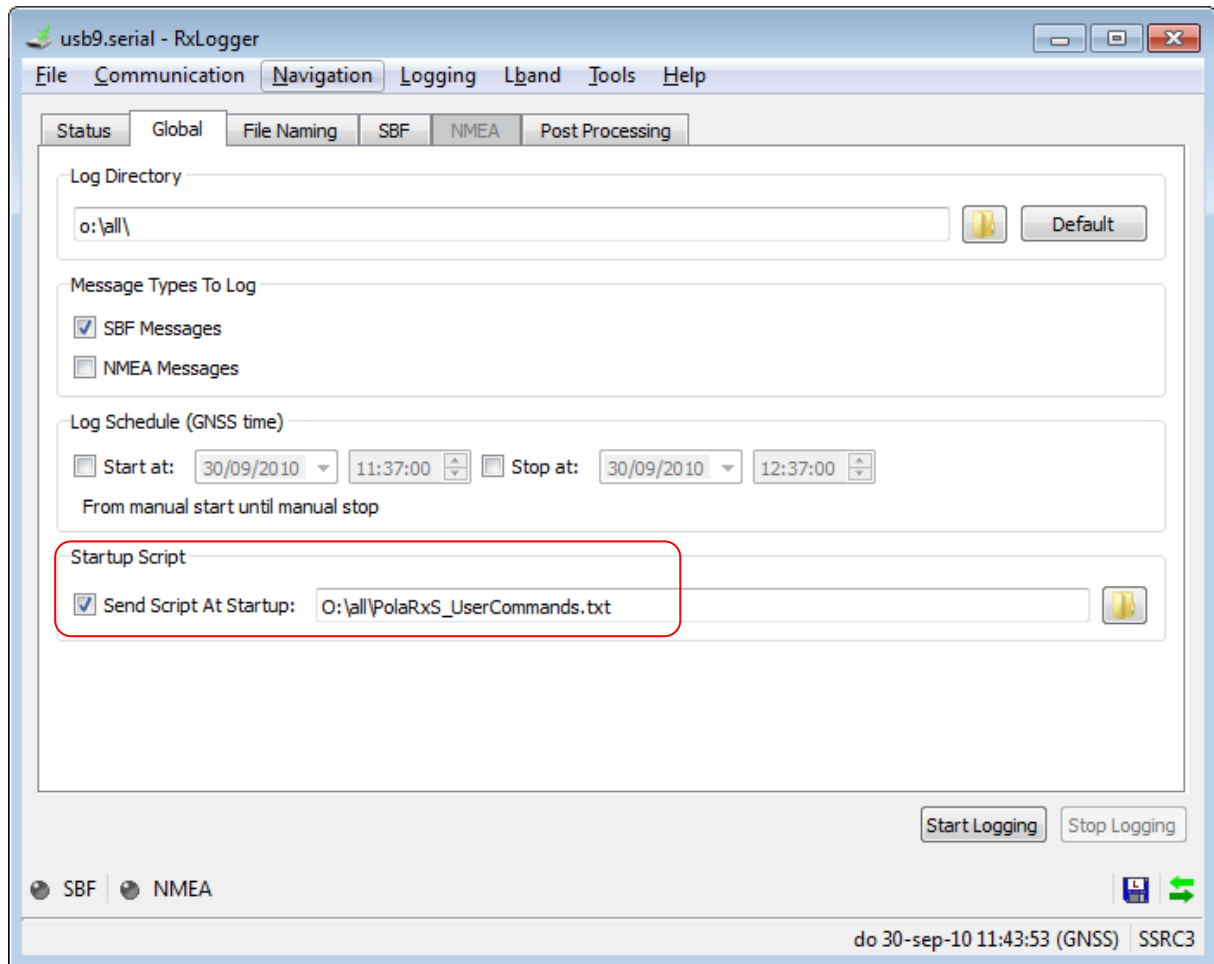 usb9.serial - RxLogger
File Communication Navigation Logging Lband Tools Help
Status Global File Naming SBF NMEA Post Processing
Log Directory
o:\all\ Default
Message Types To Log
SBF Messages
NMEA Messages
Log Schedule (GNSS time)
Start at: 30/09/2010 11:37:00 Stop at: 30/09/2010 12:37:00
From manual start until manual stop
Startup Script
Send Script At Startup: O:\all\PolaRxS_UserCommands.txt
Start Logging Stop Logging
SBF NMEA
do 30-sep-10 11:43:53 (GNSS) SSRC3